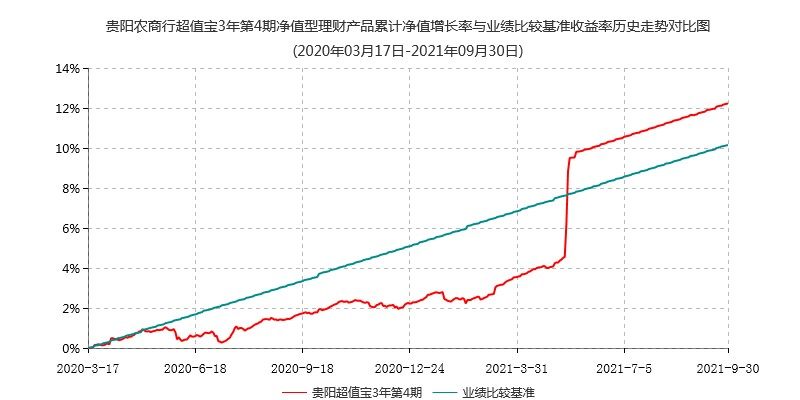 贵阳农商行超值宝3年第4期净值型理财产品累计净值增长率与业绩比较基准收益率历史走势对比图
(2020年03月17日-2021年09月30日)
14%
12%
10%
8%
6%
4%
2%
0%
2020-3-17 2020-6-18 2020-9-18 2020-12-24 2021-3-31 2021-7-5 2021-9-30
贵阳超值宝3年第4期 业绩比较基准